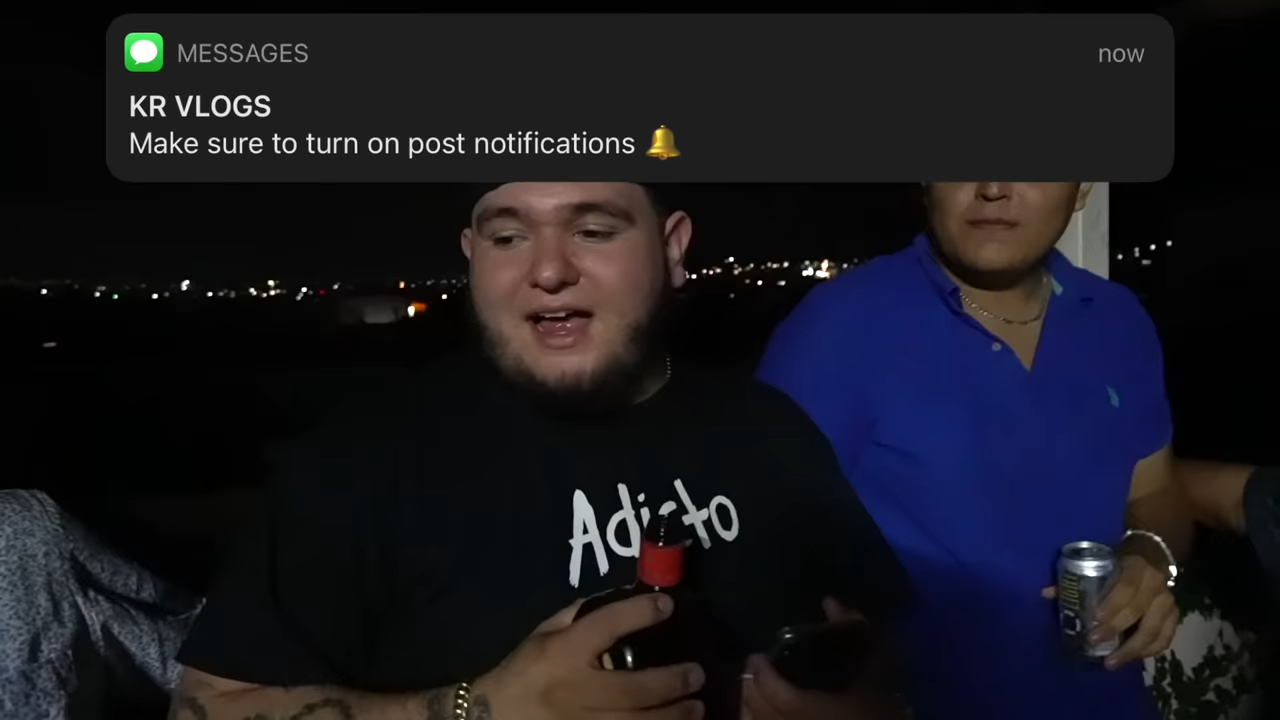 MESSAGES
now
KR VLOGS
Make sure to turn on post notifications 🔔
Adicto